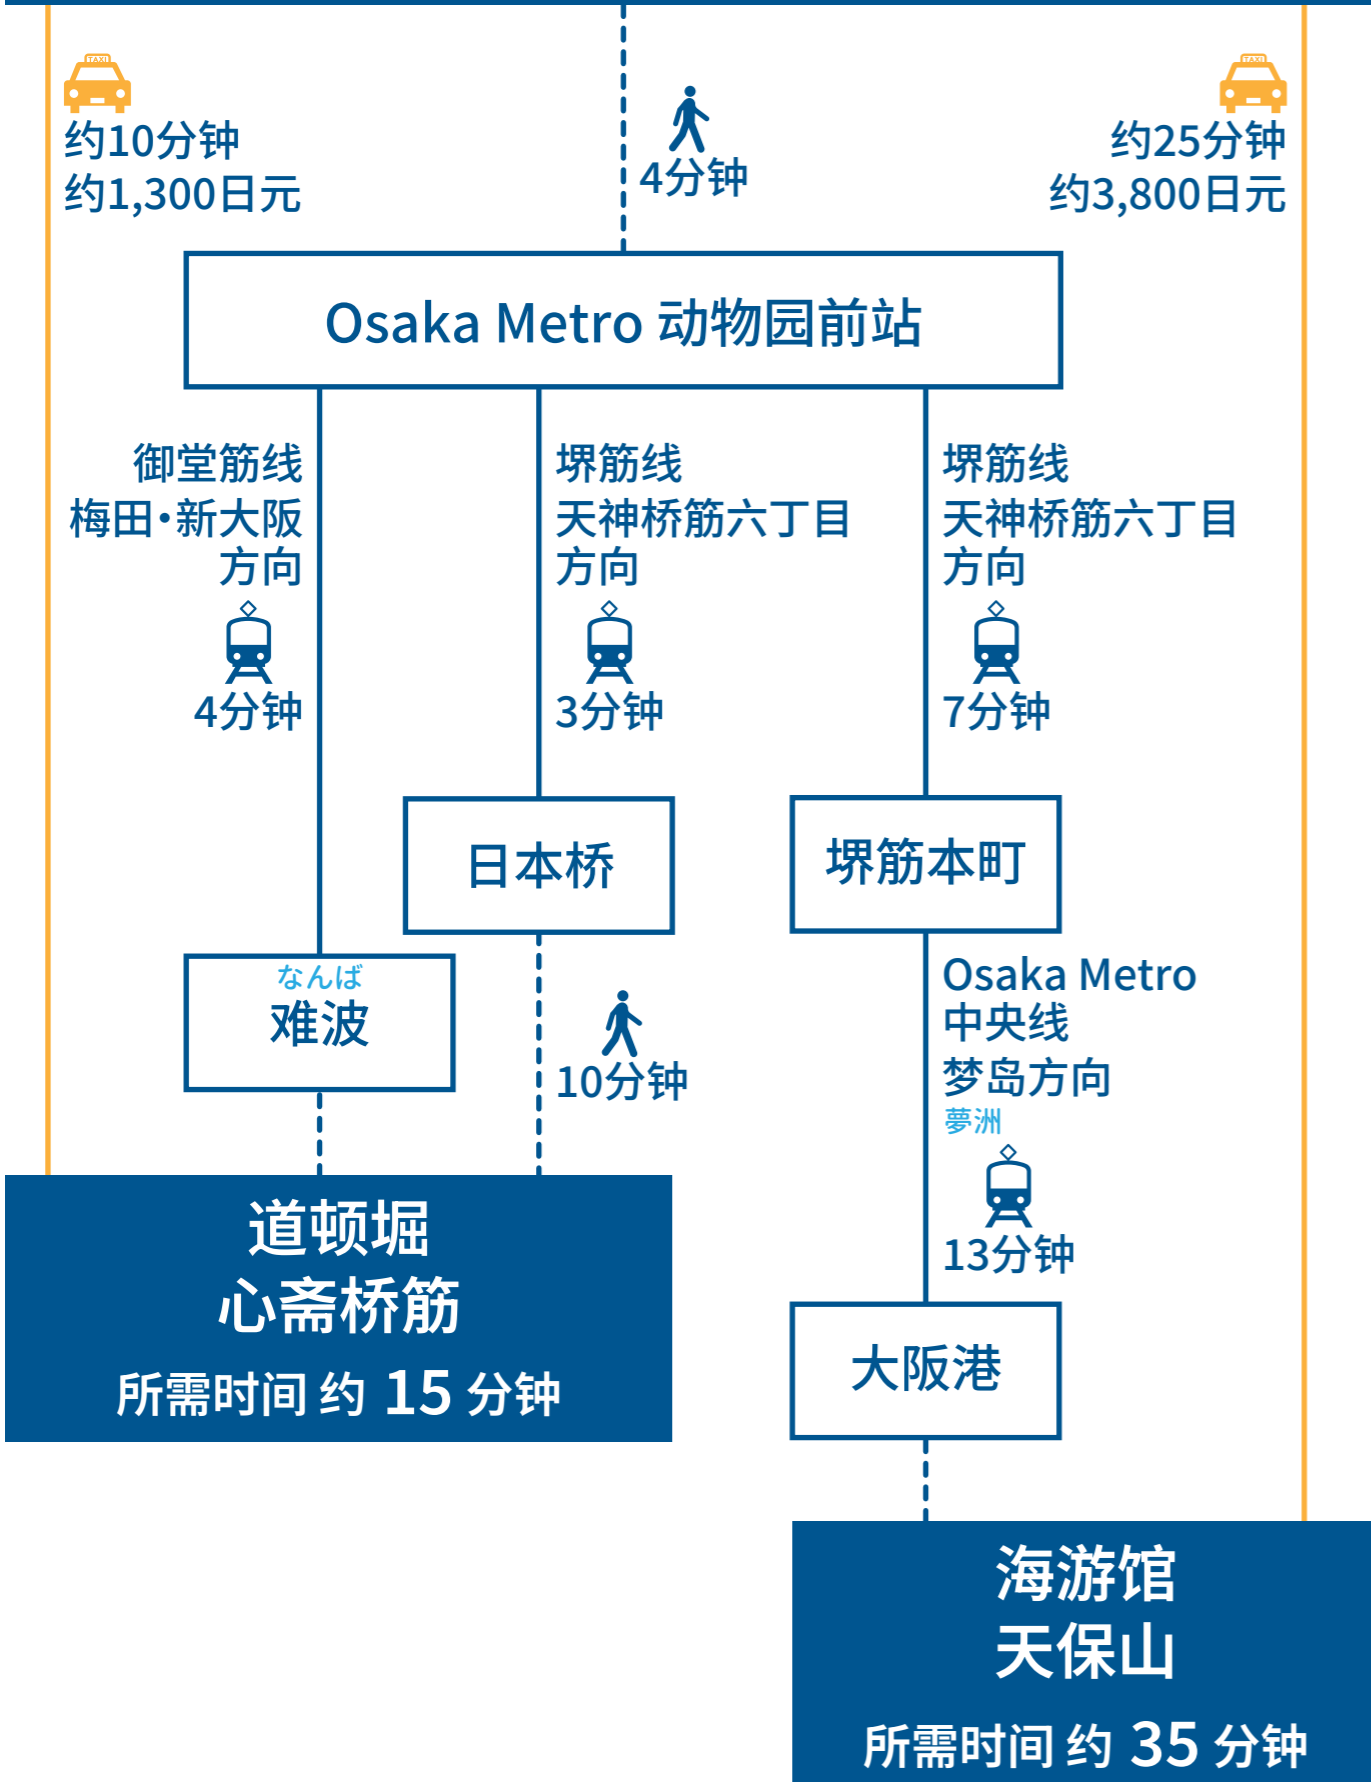 TAXI
约10分钟
约1,300日元
4分钟
TAXI
约25分钟
约3,800日元
Osaka Metro 动物园前站
御堂筋线
梅田·新大阪
方向
4分钟
堺筋线
天神桥筋六丁目
方向
3分钟
堺筋线
天神桥筋六丁目
方向
7分钟
日本桥
堺筋本町
なんば
难波
10分钟
Osaka Metro
中央线
梦岛方向
夢洲
13分钟
道顿堀
心斋桥筋
所需时间 约 15 分钟
大阪港
海游馆
天保山
所需时间 约 35 分钟